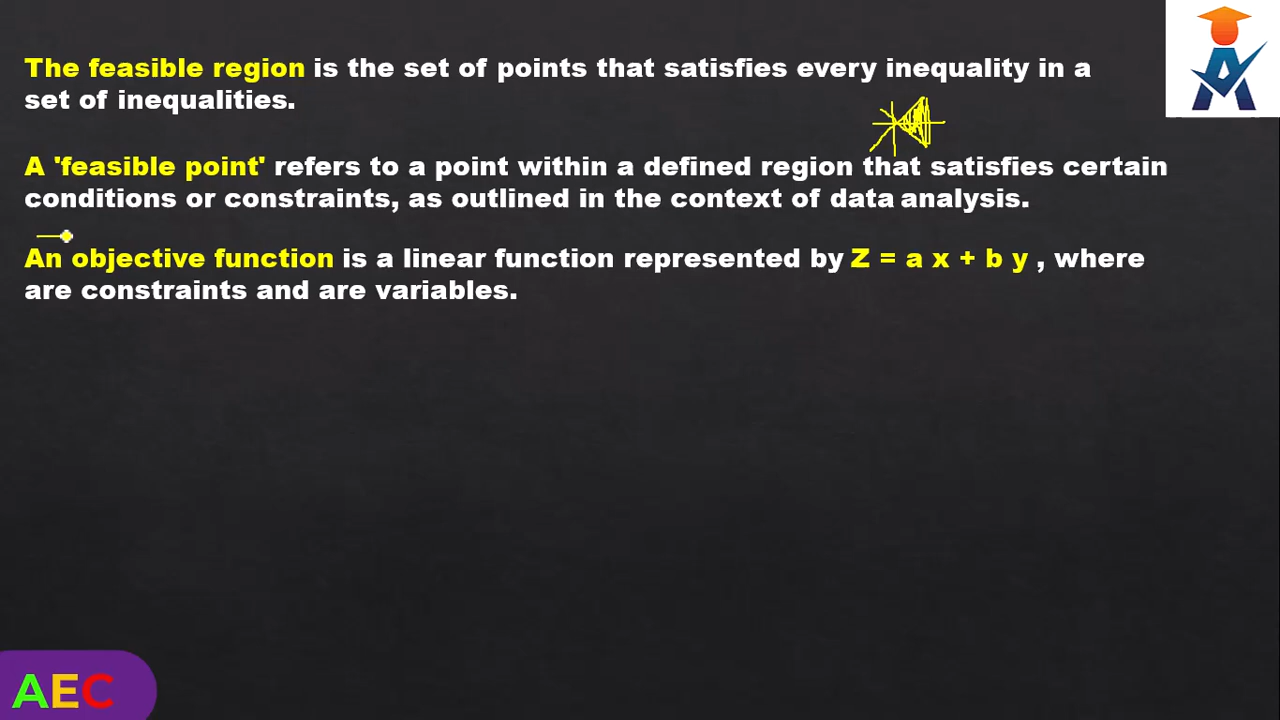 The feasible region is the set of points that satisfies every inequality in a
set of inequalities.
A 'feasible point' refers to a point within a defined region that satisfies certain
conditions or constraints, as outlined in the context of data analysis.
An objective function is a linear function represented by Z = a x + b y , where
are constraints and are variables.
AEC